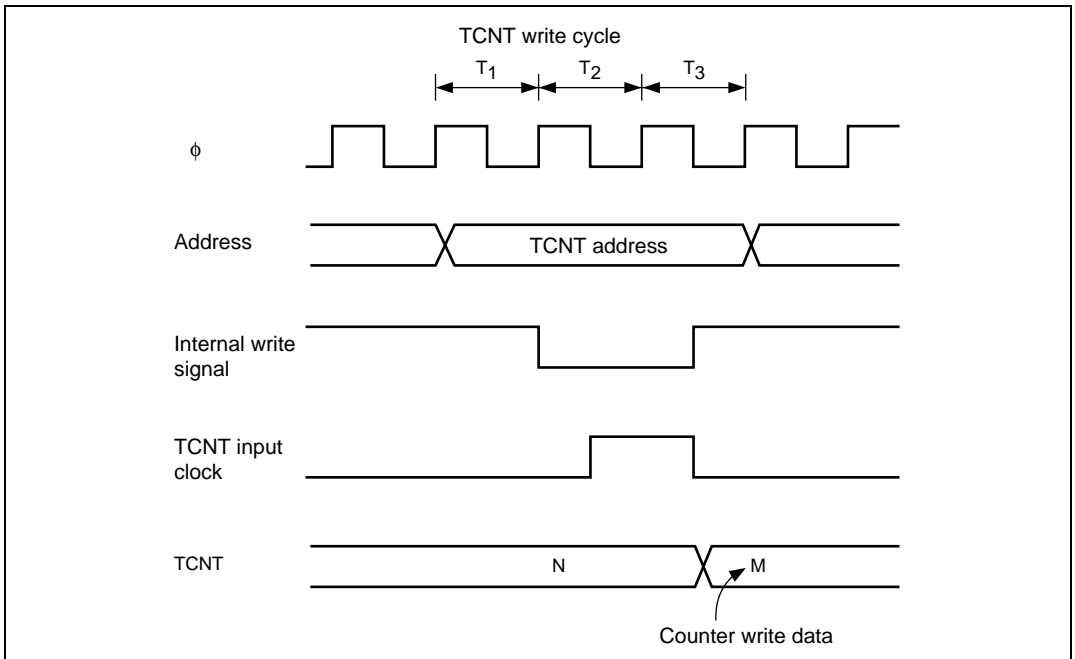 TCNT write cycle
T1 T2 T3
ϕ
Address
TCNT address
Internal write
signal
TCNT input
clock
TCNT
N
M
Counter write data